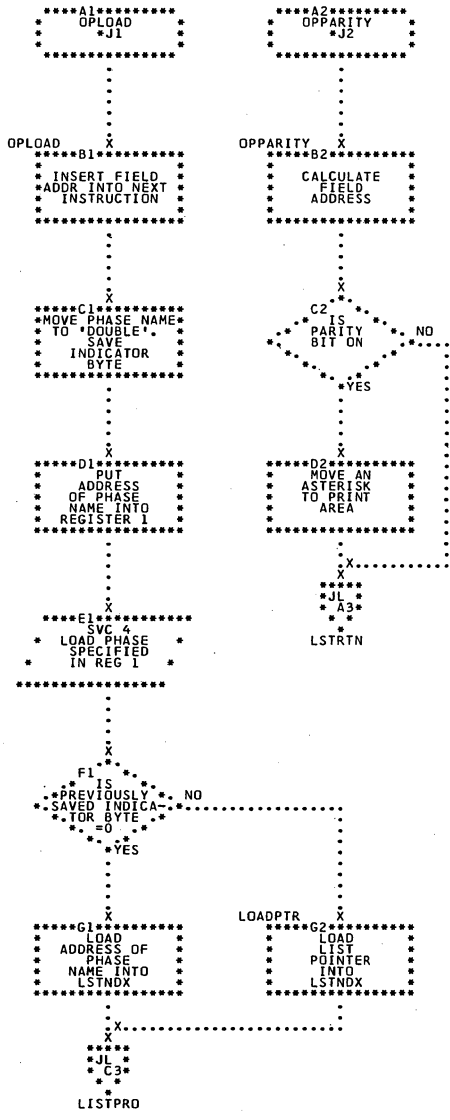 A1
OPLOAD
*J1
OPLOAD
B1
INSERT FIELD
ADDR INTO NEXT
INSTRUCTION
C1
MOVE PHASE NAME
TO 'DOUBLE'.
SAVE
INDICATOR
BYTE
D1
PUT
ADDRESS
OF PHASE
NAME INTO
REGISTER 1
E1
SVC 4
LOAD PHASE
SPECIFIED
IN REG 1
F1
IS
PREVIOUSLY
SAVED INDICA-
TOR BYTE
=0
NO
YES
G1
LOAD
ADDRESS OF
PHASE
NAME INTO
LSTNDX
JL
C3
LISTPRO
A2
OPPARITY
*J2
OPPARITY
B2
CALCULATE
FIELD
ADDRESS
C2
IS
PARITY
BIT ON
NO
YES
D2
MOVE AN
ASTERISK
TO PRINT
AREA
JL
A3
LSTRTN
LOADPTR
G2
LOAD
LIST
POINTER
INTO
LSTNDX